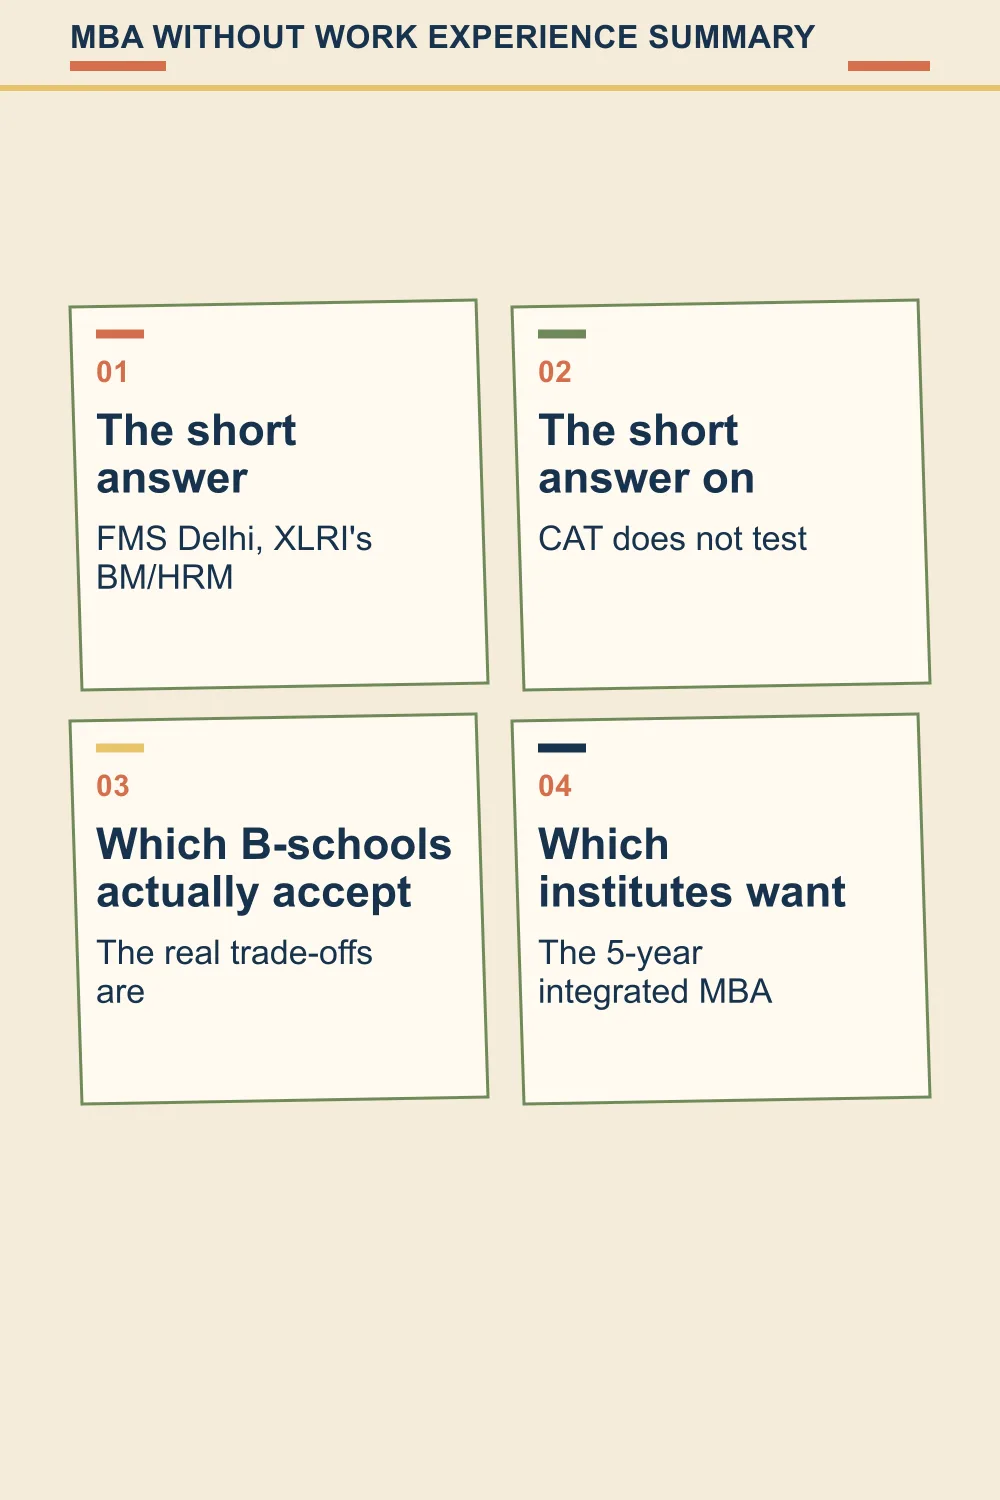 MBA WITHOUT WORK EXPERIENCE SUMMARY
01
The short
answer
FMS Delhi, XLRI's
BM/HRM
02
The short
answer on
CAT does not test
03
Which B-schools
actually accept
The real trade-offs
are
04
Which
institutes want
The 5-year
integrated MBA